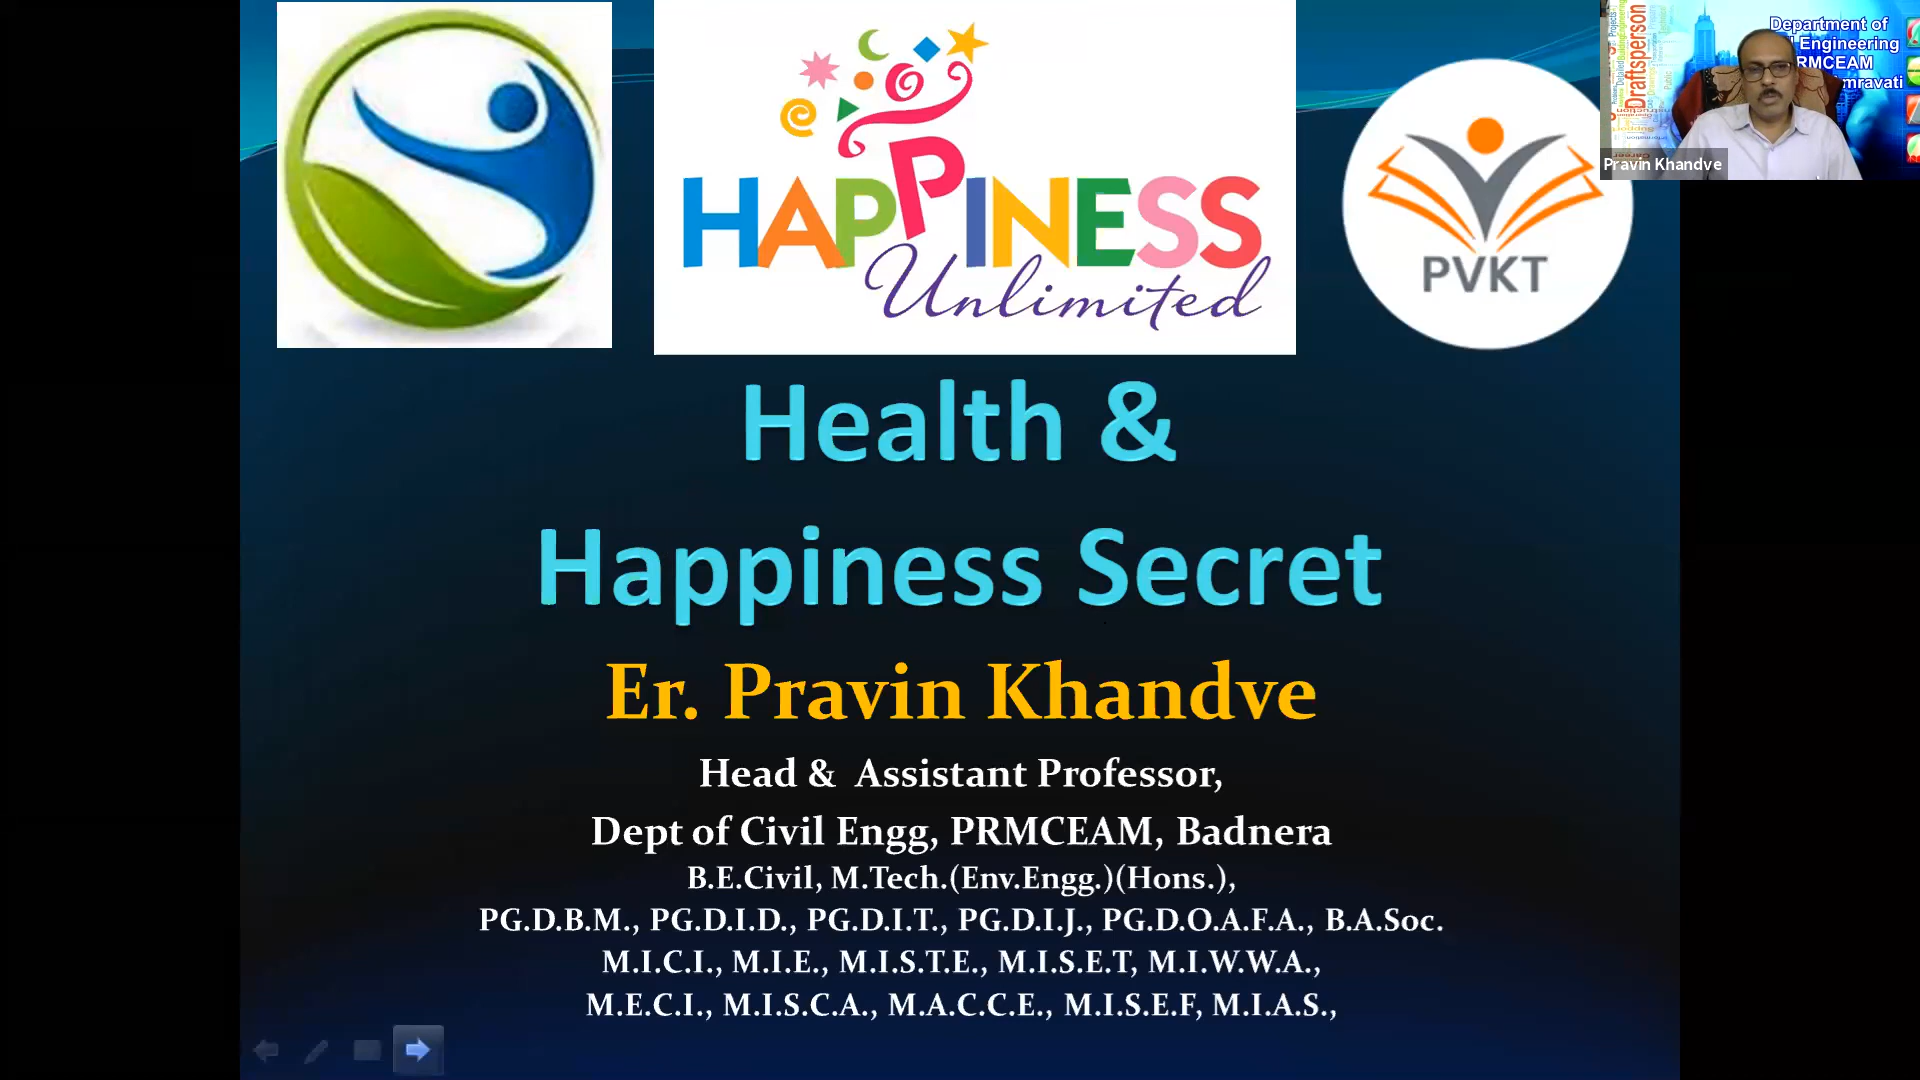 HAPPINESS
Unlimited
PVKT
Draftsperson
Department of
Engineering
RMCEAM
mravati
Pravin Khandve
Health &
Happiness Secret
Er. Pravin Khandve
Head & Assistant Professor,
Dept of Civil Engg, PRMCEAM, Badnera
B.E.Civil, M.Tech.(Env.Engg.)(Hons.),
PG.D.B.M., PG.D.I.D., PG.D.I.T., PG.D.I.J., PG.D.O.A.F.A., B.A.Soc.
M.I.C.I., M.I.E., M.I.S.T.E., M.I.S.E.T, M.I.W.W.A.,
M.E.C.I., M.I.S.C.A., M.A.C.C.E., M.I.S.E.F, M.I.A.S.,